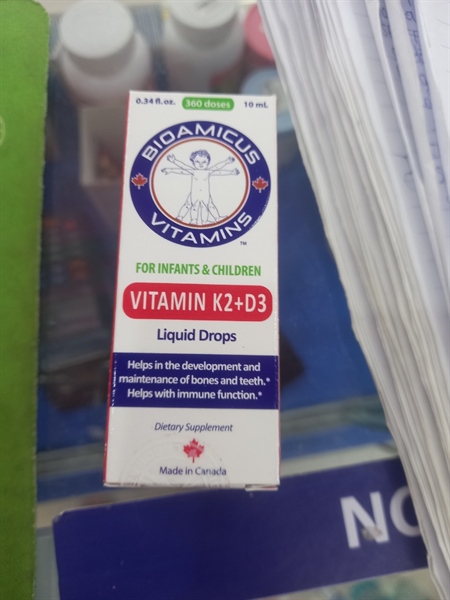 0.34 fl. oz. 360 doses 10 mL
BIOAMICUS
VITAMINS
TM
FOR INFANTS & CHILDREN
VITAMIN K2+D3
Liquid Drops
Helps in the development and
maintenance of bones and teeth.*
Helps with immune function.*
Dietary Supplement
Made in Canada